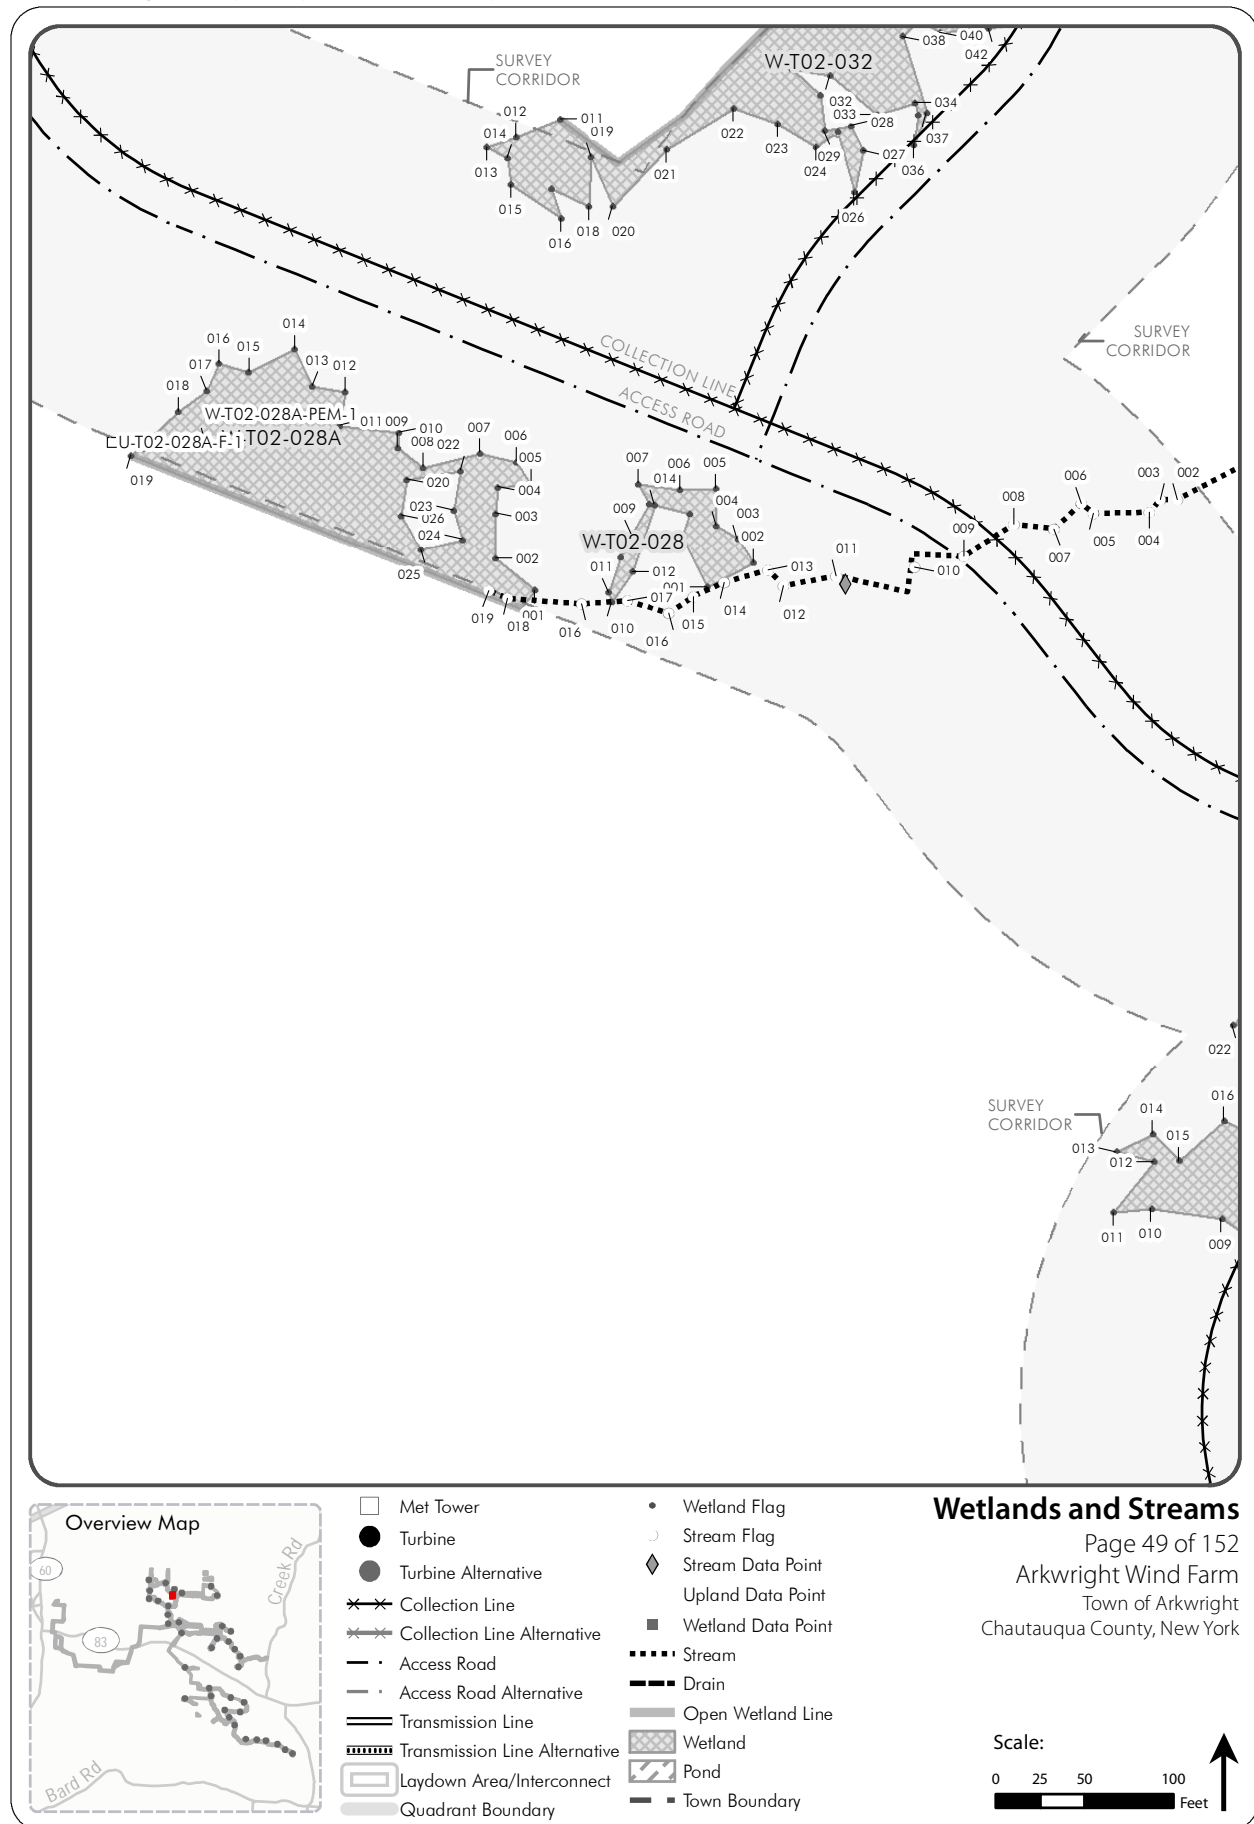 038
040
042
SURVEY
CORRIDOR
W-T02-032
012
011
019
014
013
015
016
018
020
021
022
023
024
032
033
028
029
034
037
027
036
026
COLLECTION LINE
ACCESS ROAD
SURVEY
CORRIDOR
014
016
015
013
012
017
018
W-T02-028A-PEM-1
011
009
010
W-T02-028A
EU-T02-028A-F-1
019
008
022
007
006
005
020
004
023
026
003
024
025
002
001
019
018
016
007
006
005
014
004
009
003
W-T02-028
002
011
012
001
017
010
016
015
014
013
012
011
010
009
008
006
007
005
004
003
002
022
SURVEY
CORRIDOR
016
014
015
013
012
011
010
009
Overview Map
60
83
Creek Rd
Bard Rd
Met Tower
Turbine
Turbine Alternative
Collection Line
Collection Line Alternative
Access Road
Access Road Alternative
Transmission Line
Transmission Line Alternative
Laydown Area/Interconnect
Quadrant Boundary
Wetland Flag
Stream Flag
Stream Data Point
Upland Data Point
Wetland Data Point
Stream
Drain
Open Wetland Line
Wetland
Pond
Town Boundary
Wetlands and Streams
Page 49 of 152
Arkwright Wind Farm
Town of Arkwright
Chautauqua County, New York
Scale:
0 25 50 100
Feet